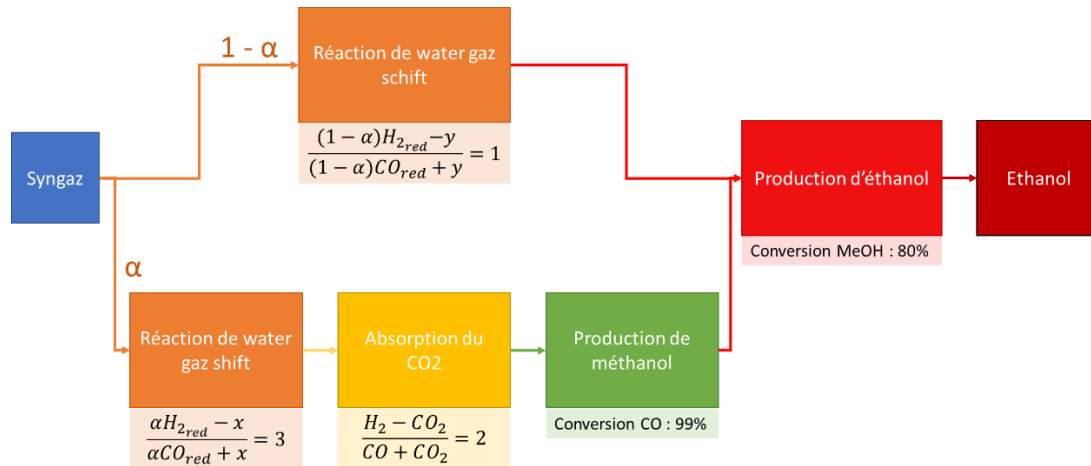 1 - α
Réaction de water gaz
schift
(1 − α)H₂red − y / (1 − α)COred + y = 1
Syngaz
Production d'éthanol
Ethanol
Conversion MeOH : 80%
α
Réaction de water
gaz shift
Absorption du
CO2
Production de
méthanol
αH₂red − x / αCOred + x = 3
H₂ − CO₂ / CO + CO₂ = 2
Conversion CO : 99%